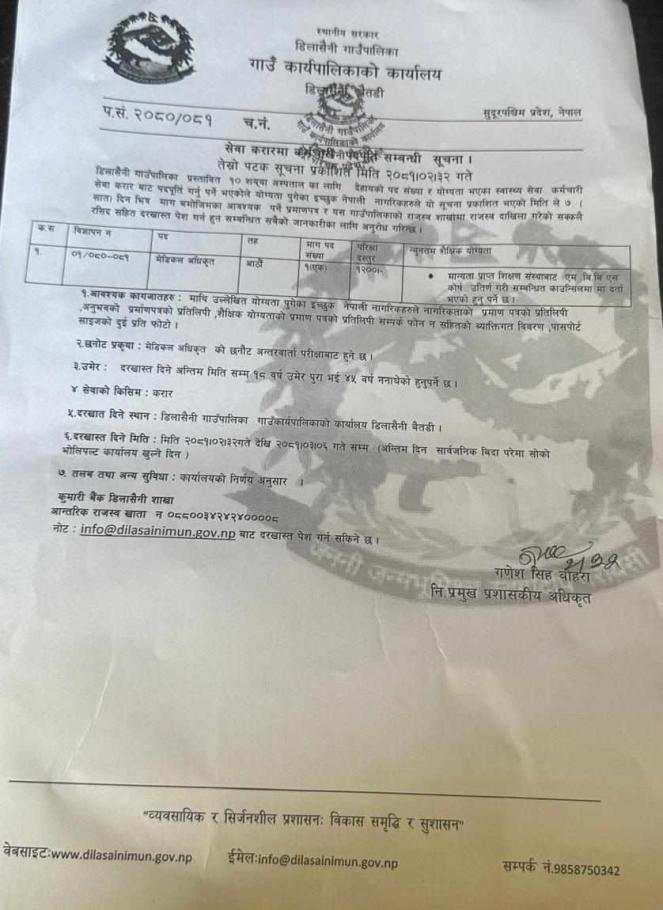 स्थानीय सरकार
डिलासैनी गाउँपालिका
गाउँ कार्यपालिकाको कार्यालय
डिलासैनी बैतडी
सुदूरपश्चिम प्रदेश, नेपाल
प.सं. २०८०/०८१ च.नं.
सेवा करारमा कर्मचारी पदपूर्ति सम्बन्धी सूचना ।
तेस्रो पटक सूचना प्रकाशित मिति २०८१।०२।३२ गते
डिलासैनी गाउँपालिका प्रस्तावित १० शय्या अस्पताल का लागि देहायको पद संख्या र योग्यता भएका स्वास्थ्य सेवा कर्मचारी
सेवा करार बाट पदपूर्ति गर्नु पर्ने भएकोले योग्यता पुगेका इच्छुक नेपाली नागरिकहरुले यो सूचना प्रकाशित भएको मिति ले ७ (
सात) दिन भित्र माग बमोजिमका आवश्यक पर्ने प्रमाणपत्र र यस गाउँपालिकाको राजस्व शाखामा राजस्व दाखिला गरेको सक्कलै
रसिद सहित दरखास्त पेश गर्न हुन सम्बन्धित सबैको जानकारीका लागि अनुरोध गरिन्छ ।
क.स विज्ञापन न पद तह माग पद संख्या परिक्षा दस्तुर न्युनतम शैक्षिक योग्यता
१. ०१/०८०-०८१ मेडिकल अधिकृत आठौं १(एक) १२००।- • मान्यता प्राप्त शिक्षण संस्थाबाट एम.बि.बि एस
कोर्ष उतिर्ण गरी सम्बन्धित काउन्सिलमा मा दर्ता
भएको हुनु पर्ने छ ।
१.आवश्यक कागजातहरु : माथि उल्लेखित योग्यता पुगेका इच्छुक नेपाली नागरिकहरुले नागरिकताको प्रमाण पत्रको प्रतिलिपी
,अनुभवको प्रर्माणपत्रको प्रतिलिपी ,शैक्षिक योग्यताको प्रमाण पत्रको प्रतिलिपी सम्पर्क फोन न सहितको ब्यक्तिगत बिबरण ,पासपोर्ट
साइजको दुई प्रति फोटो ।
२.छनोट प्रकृया : मेडिकल अधिकृत को छनौट अन्तरवार्ता परीक्षाबाट हुने छ ।
३.उमेर : दरखास्त दिने अन्तिम मिति सम्म १८ वर्ष उमेर पुरा भई ४५ वर्ष ननाघेको हुनुपर्ने छ ।
४ सेवाको किसिम : करार
५.दरखात दिने स्थान : डिलासैनी गाउँपालिका गाउँकार्यपालिकाको कार्यालय डिलासैनी बैतडी ।
६.दरखास्त दिने मिति : मिति २०८१।०२।३२गते देखि २०८१।०३।०६ गते सम्म (अन्तिम दिन सार्वजनिक बिदा परेमा सोको
भोलिपल्ट कार्यालय खुल्ने दिन )
७. तलब तथा अन्य सुविधा : कार्यालयको निर्णय अनुसार ।
कुमारी बैंक डिलासैनी शाखा
आन्तरिक राजस्व खाता न ०८८००३४२४२४००००८
नोट : info@dilasainimun.gov.np बाट दरखास्त पेश गर्न सकिने छ ।
गणेश सिंह बोहरा
नि.प्रमुख प्रशासकीय अधिकृत
जननी जन्मभूमिश्च
"व्यवसायिक र सिर्जनशील प्रशासनः विकास समृद्धि र सुशासन"
वेबसाइटःwww.dilasainimun.gov.np ईमेलःinfo@dilasainimun.gov.np सम्पर्क नं.9858750342